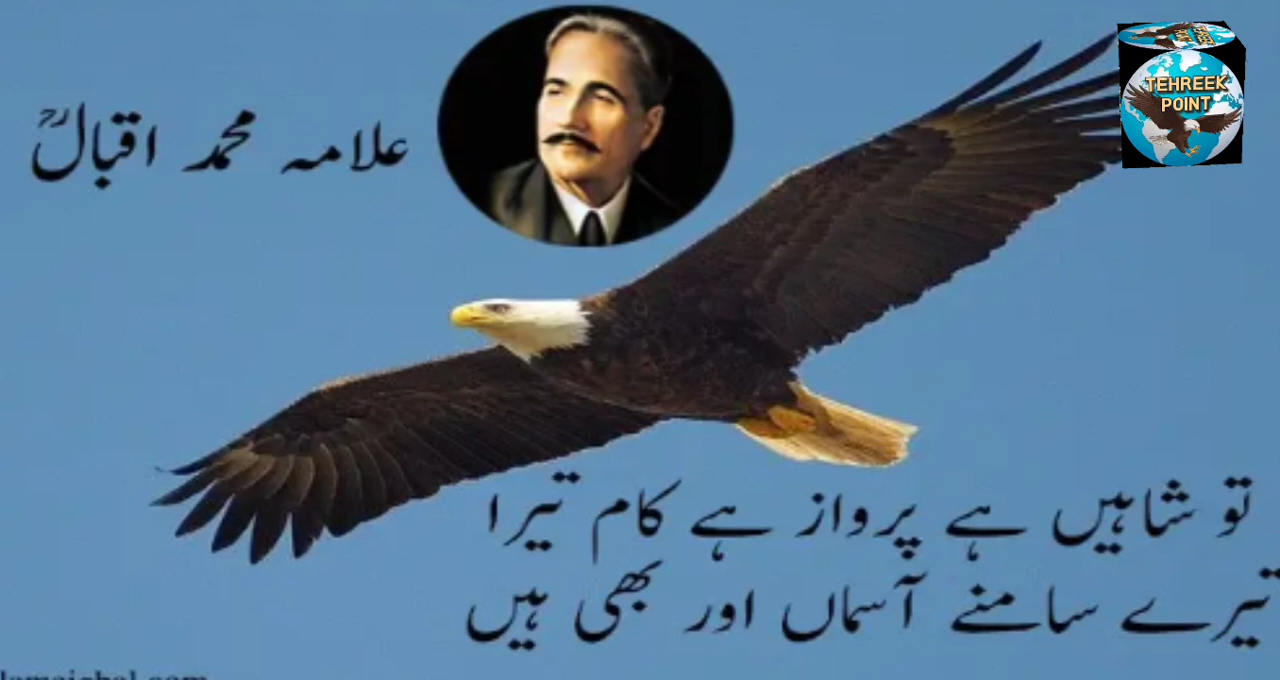 علامہ محمد اقبالؒ
TEHREEK
POINT
تو شاہیں ہے پرواز ہے کام تیرا
تیرے سامنے آسماں اور بھی ہیں